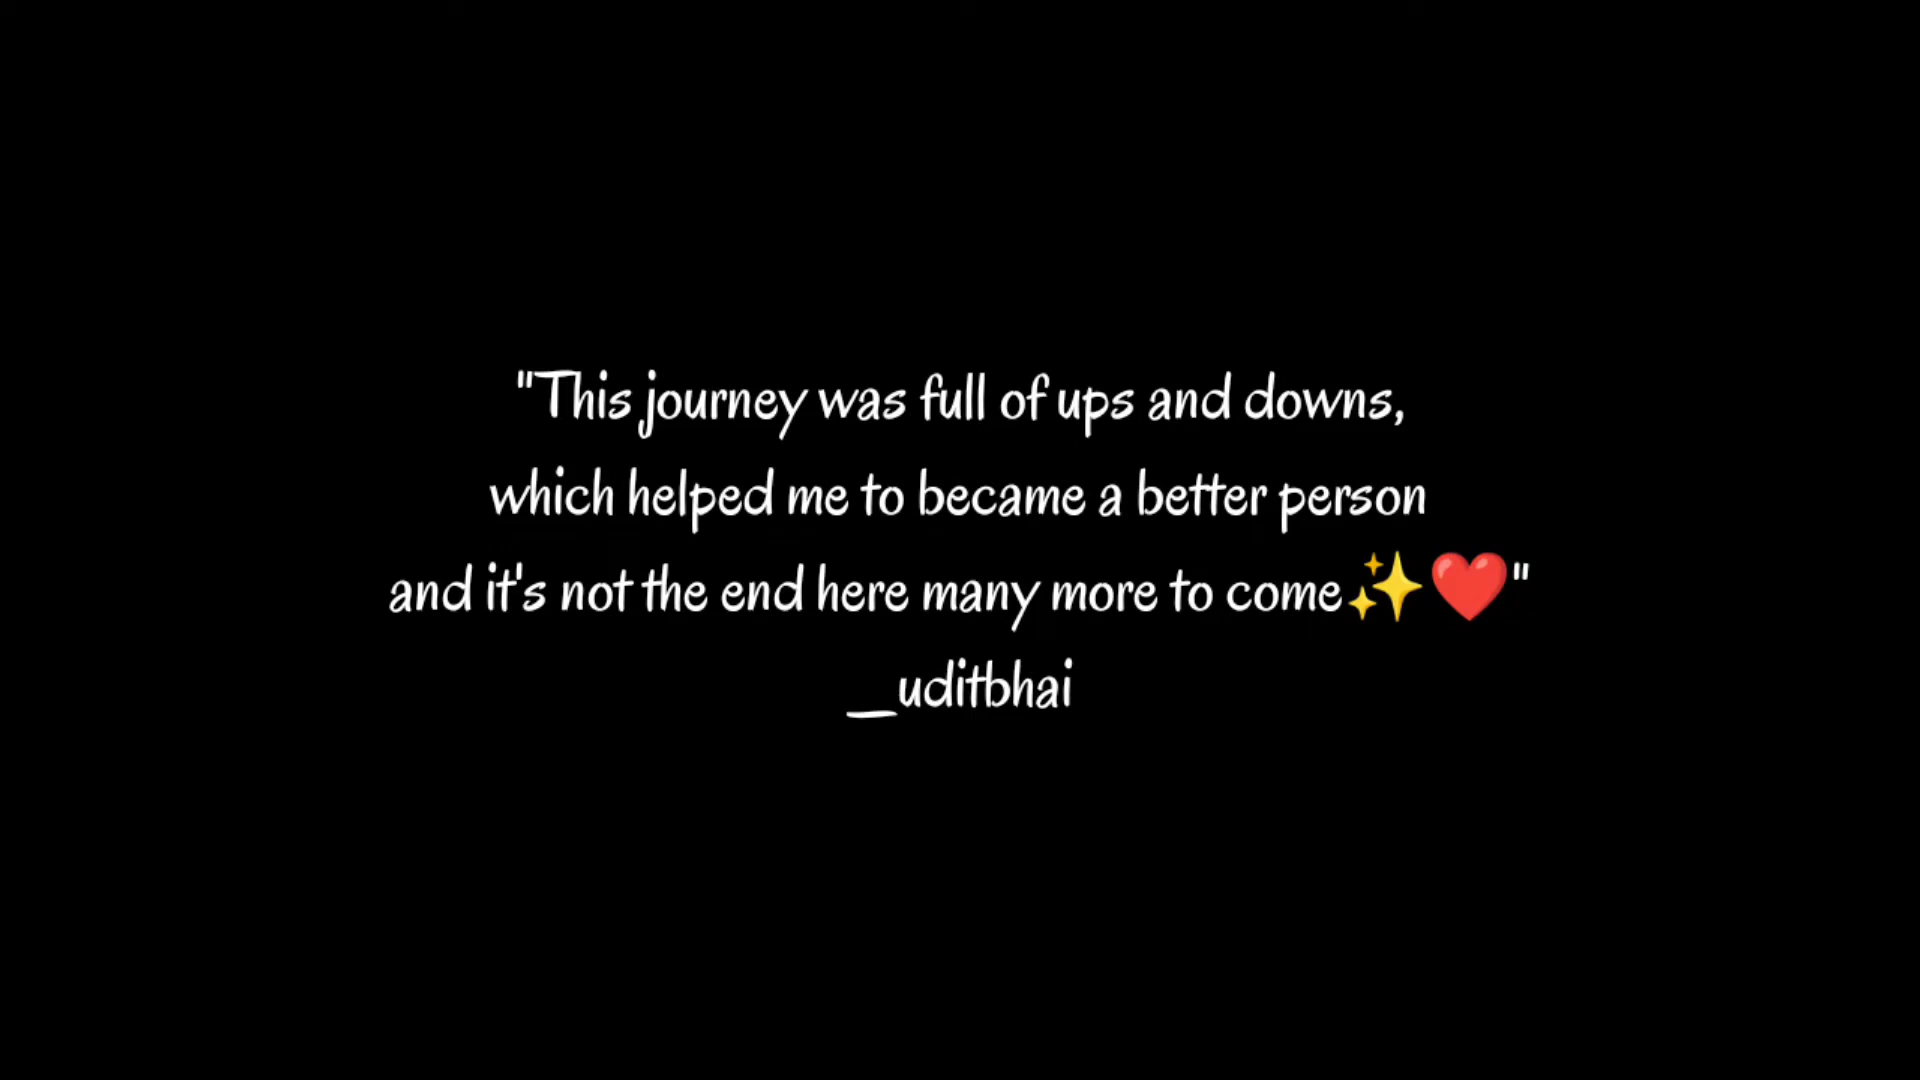 "This journey was full of ups and downs,
which helped me to became a better person
and it's not the end here many more to come✨❤️"
_uditbhai